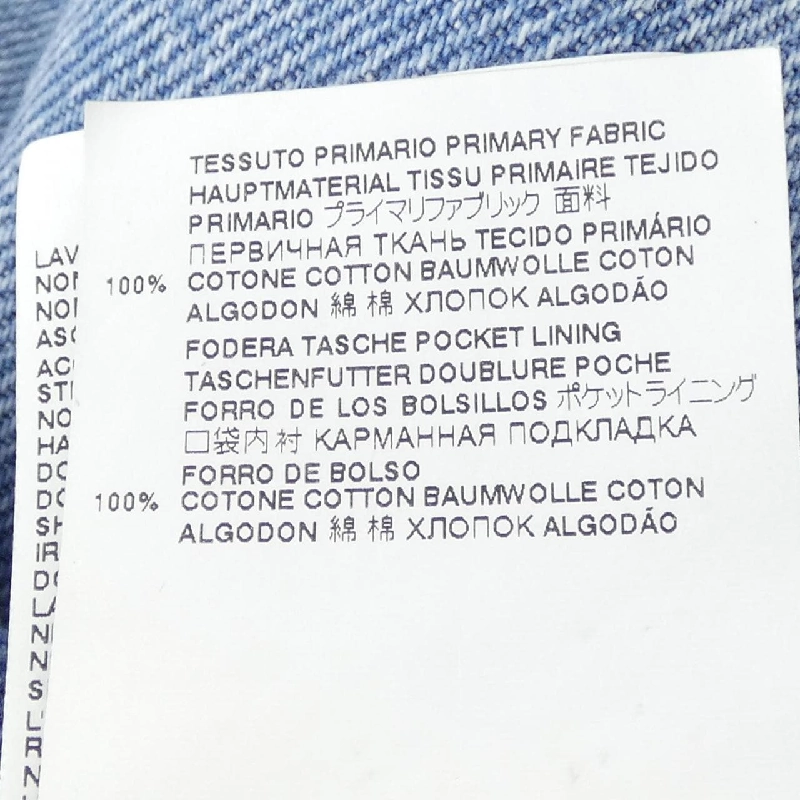 TESSUTO PRIMARIO PRIMARY FABRIC
HAUPTMATERIAL TISSU PRIMAIRE TEJIDO
PRIMARIO プライマリファブリック 面料
ПЕРВИЧНАЯ ТКАНЬ TECIDO PRIMÁRIO
100% COTONE COTTON BAUMWOLLE COTON
ALGODON 綿 棉 ХЛОПОК ALGODÃO
FODERA TASCHE POCKET LINING
TASCHENFUTTER DOUBLURE POCHE
FORRO DE LOS BOLSILLOS ポケットライニング
口袋内衬 КАРМАННАЯ ПОДКЛАДКА
FORRO DE BOLSO
100% COTONE COTTON BAUMWOLLE COTON
ALGODON 綿 棉 ХЛОПОК ALGODÃO